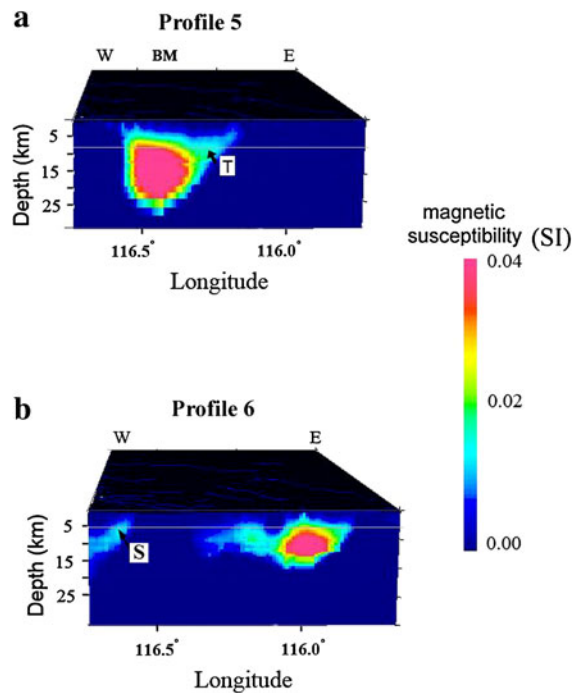 a
Profile 5
W BM E
5
15
25
Depth (km)
T
116.5°
116.0°
Longitude
magnetic
susceptibility (SI)
0.04
0.02
0.00
b
Profile 6
W E
5
15
25
Depth (km)
S
116.5°
116.0°
Longitude